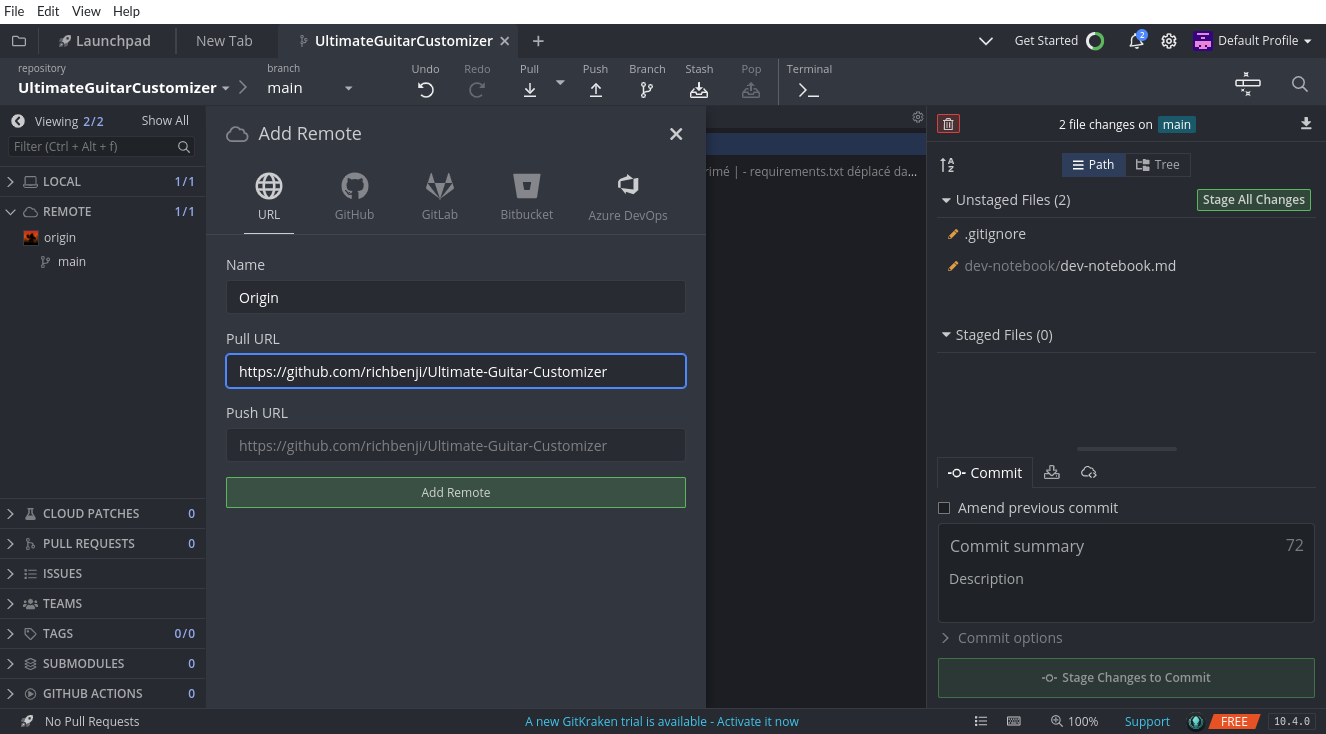 File Edit View Help
Launchpad New Tab UltimateGuitarCustomizer Get Started 2 Default Profile
repository branch Undo Redo Pull Push Branch Stash Pop Terminal
UltimateGuitarCustomizer main
Viewing 2/2 Show All
Filter (Ctrl + Alt + f)
LOCAL 1/1
REMOTE 1/1
origin
main
CLOUD PATCHES 0
PULL REQUESTS 0
ISSUES
TEAMS
TAGS 0/0
SUBMODULES 0
GITHUB ACTIONS 0
Add Remote
URL GitHub GitLab Bitbucket Azure DevOps
Name
Origin
Pull URL
https://github.com/richbenji/Ultimate-Guitar-Customizer
Push URL
https://github.com/richbenji/Ultimate-Guitar-Customizer
Add Remote
rimé | - requirements.txt déplacé da...
2 file changes on main
Path Tree
Unstaged Files (2) Stage All Changes
.gitignore
dev-notebook/dev-notebook.md
Staged Files (0)
Commit
Amend previous commit
Commit summary 72
Description
Commit options
Stage Changes to Commit
No Pull Requests A new GitKraken trial is available - Activate it now 100% Support FREE 10.4.0